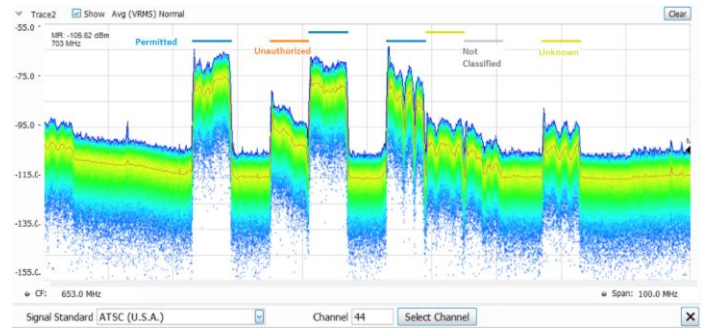 Trace2 Show Avg (VRMS) Normal Clear
-55.0
MR: -106.62 dBm
703 MHz
Permitted
Unauthorized
Not
Classified
Unknown
-75.0
-95.0
-115.0
-135.0
-155.0
CF: 653.0 MHz Span: 100.0 MHz
Signal Standard ATSC (U.S.A.) Channel 44 Select Channel X